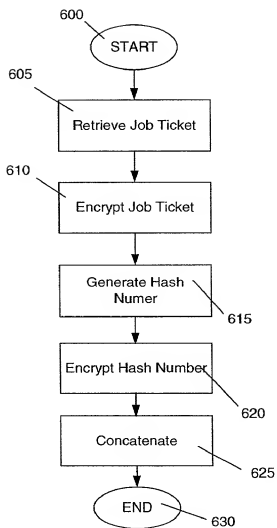 600
START
605
Retrieve Job Ticket
610
Encrypt Job Ticket
Generate Hash
Numer
615
Encrypt Hash Number
620
Concatenate
625
END
630